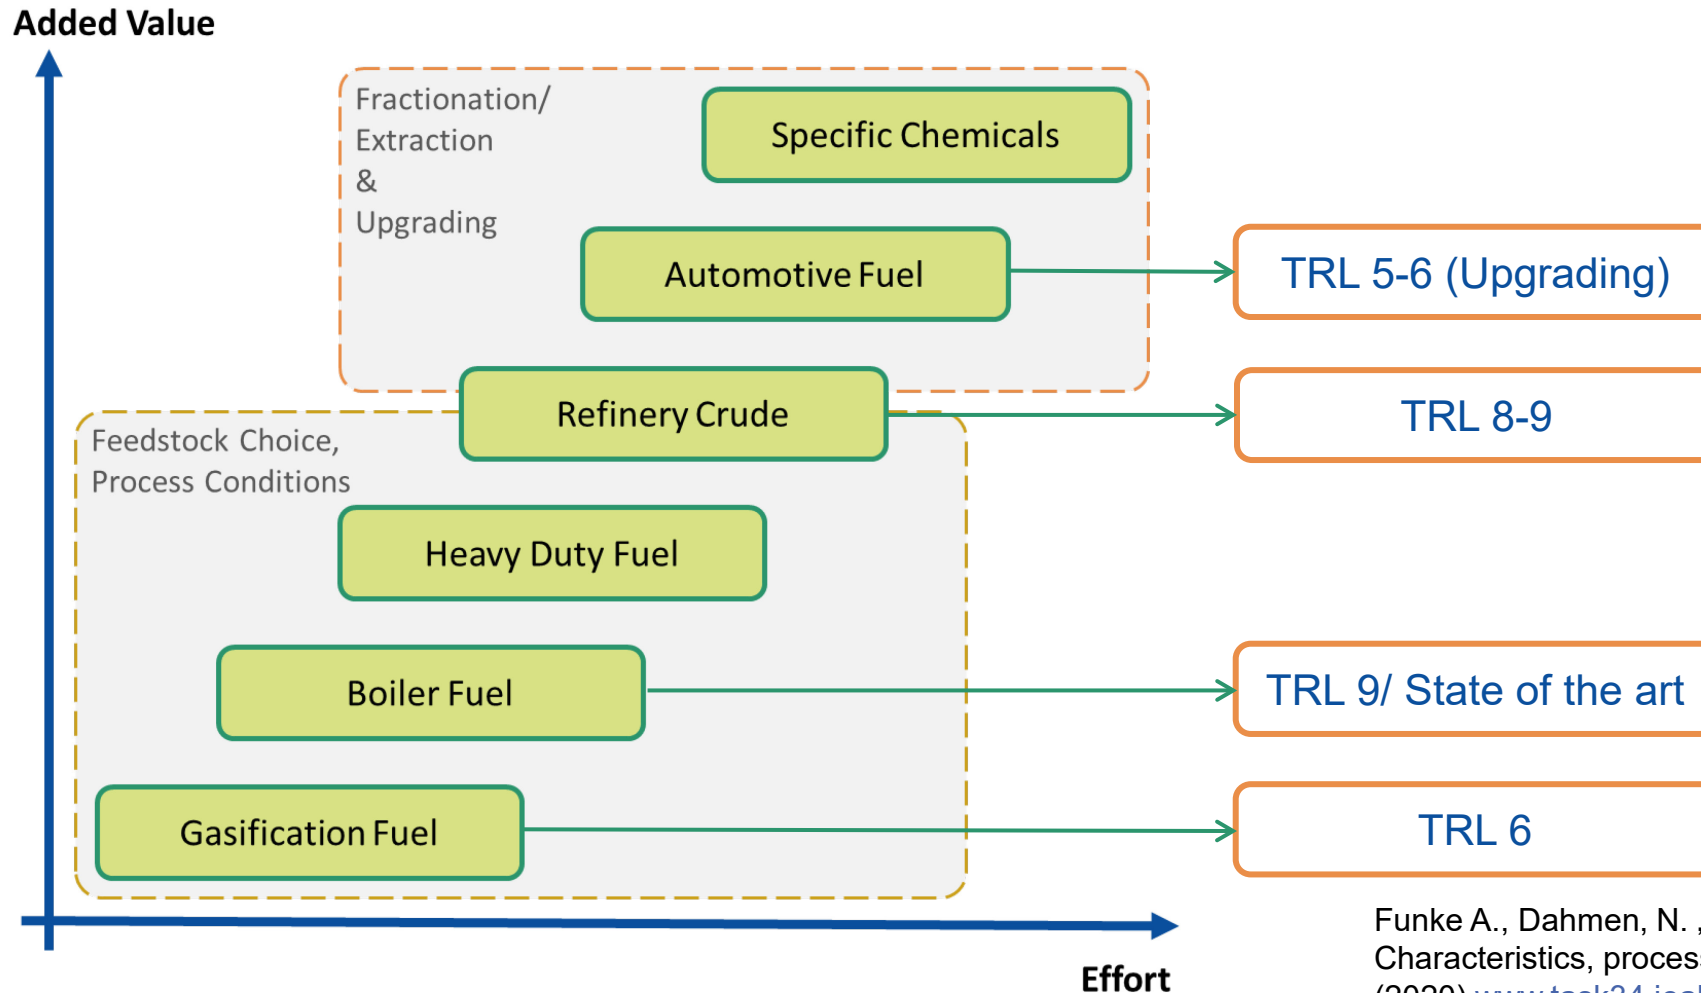 Added Value
Fractionation/
Extraction
&
Upgrading
Specific Chemicals
Automotive Fuel
TRL 5-6 (Upgrading)
Refinery Crude
TRL 8-9
Feedstock Choice,
Process Conditions
Heavy Duty Fuel
Boiler Fuel
TRL 9/ State of the art
Gasification Fuel
TRL 6
Effort
Funke A., Dahmen, N. ,
Characteristics, proces
(2020)